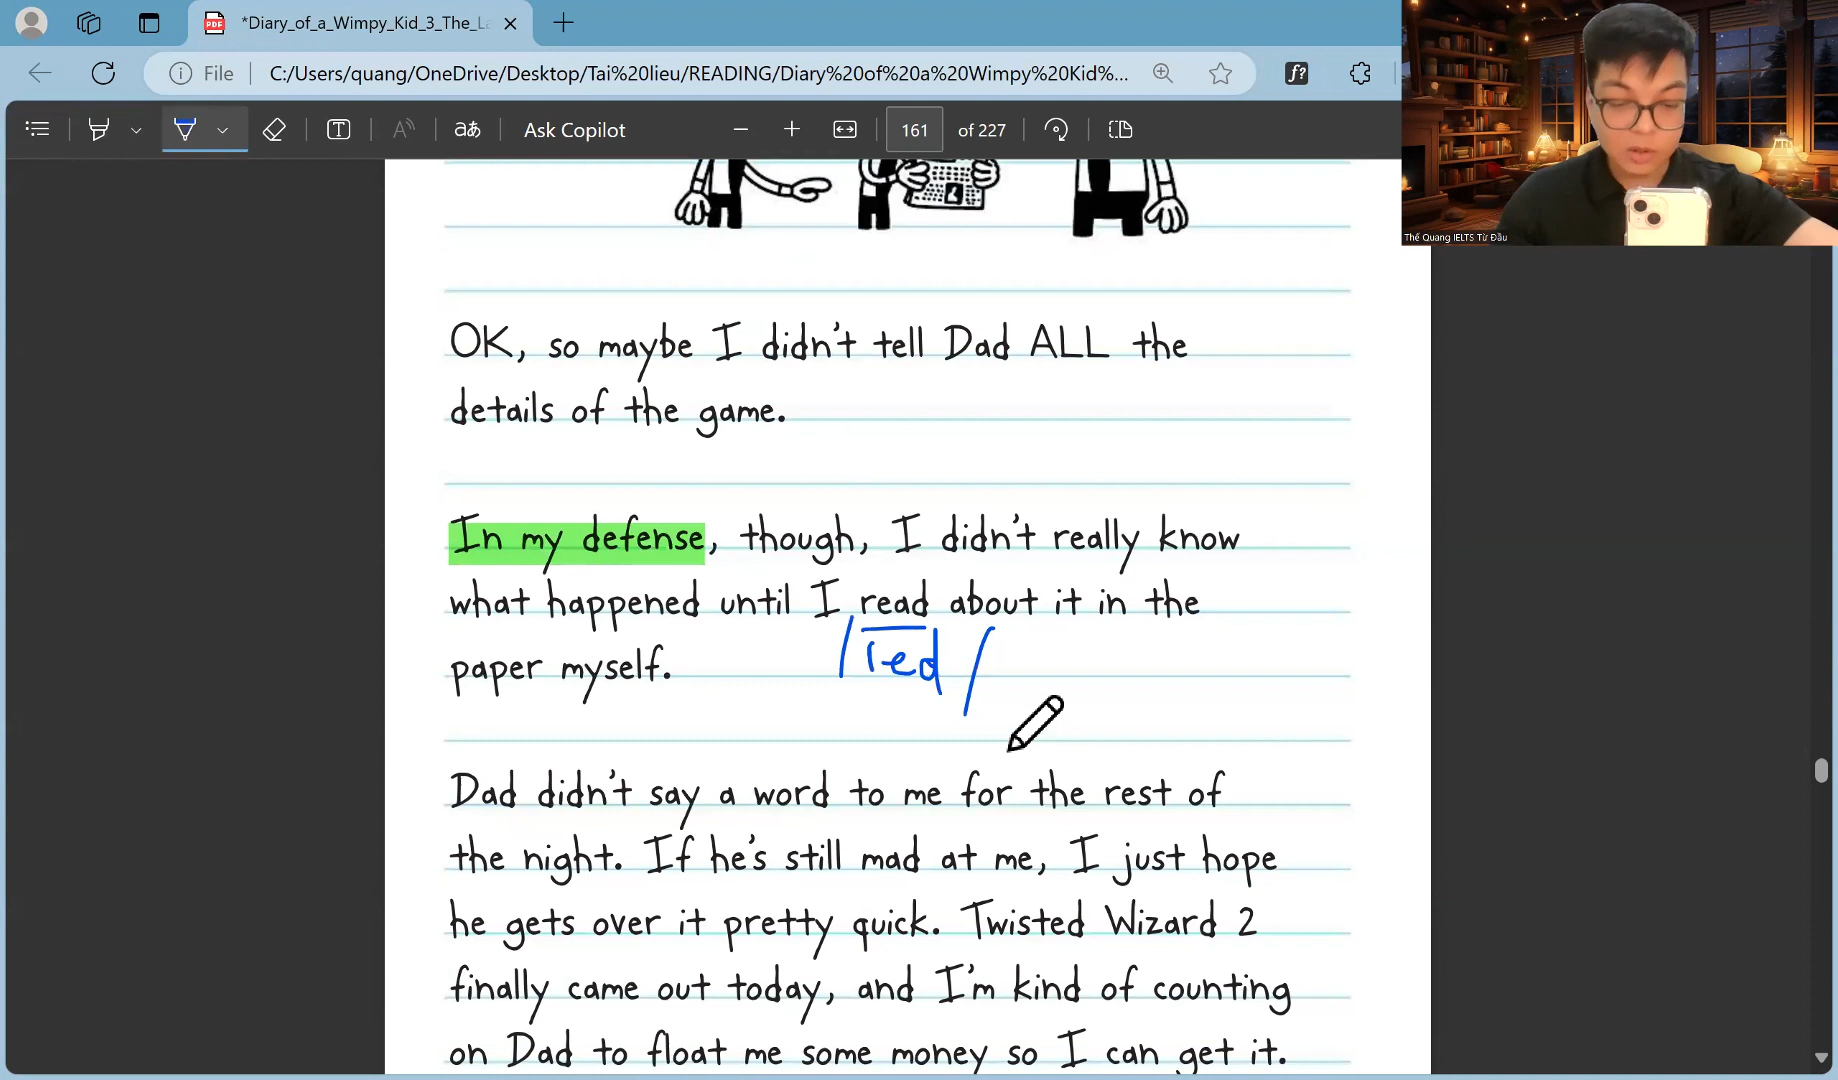 *Diary_of_a_Wimpy_Kid_3_The_La
File
C:/Users/quang/OneDrive/Desktop/Tai%20lieu/READING/Diary%20of%20a%20Wimpy%20Kid%...
Ask Copilot
161 of 227
Thế Quang IELTS Từ Đầu
OK, so maybe I didn't tell Dad ALL the
details of the game.
In my defense, though, I didn't really know
what happened until I read about it in the
/red/
paper myself.
Dad didn't say a word to me for the rest of
the night. If he's still mad at me, I just hope
he gets over it pretty quick. Twisted Wizard 2
finally came out today, and I'm kind of counting
on Dad to float me some money so I can get it.